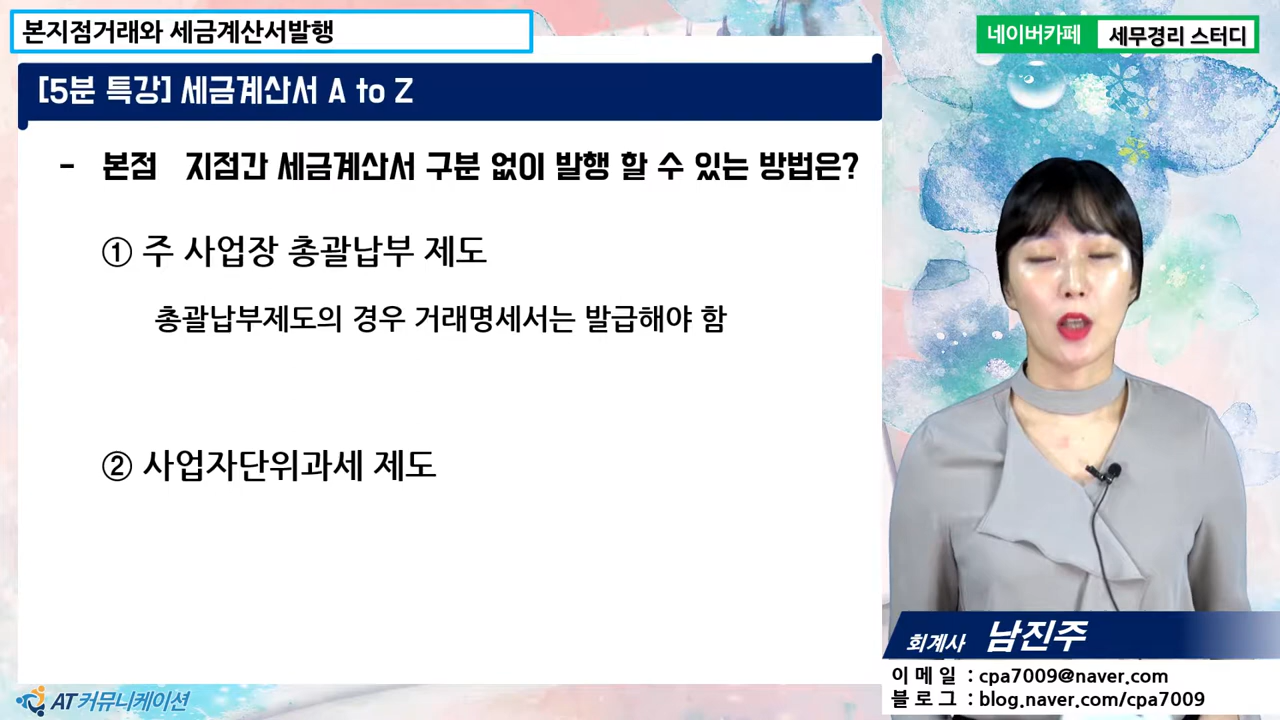 본지점거래와 세금계산서발행
네이버카페 세무경리 스터디
[5분 특강] 세금계산서 A to Z
- 본점 지점간 세금계산서 구분 없이 발행 할 수 있는 방법은?
① 주 사업장 총괄납부 제도
총괄납부제도의 경우 거래명세서는 발급해야 함
② 사업자단위과세 제도
회계사 남진주
이 메 일 : cpa7009@naver.com
블 로 그 : blog.naver.com/cpa7009
AT커뮤니케이션